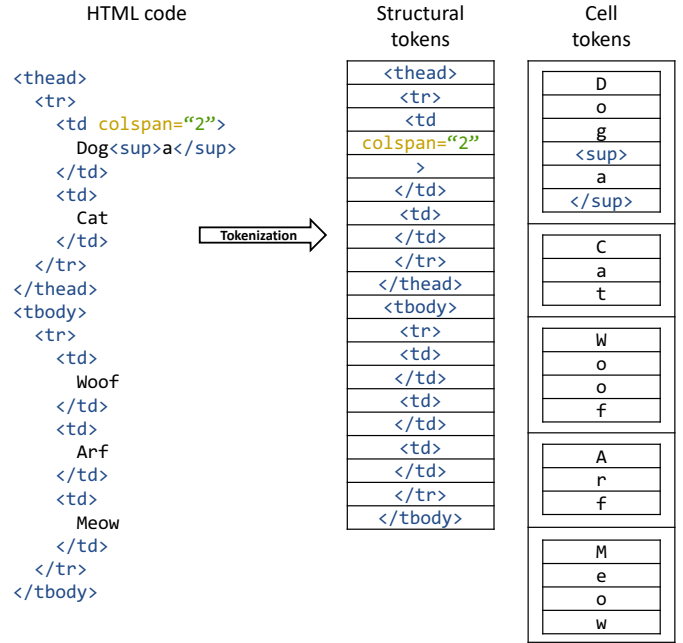 HTML code
<thead>
<tr>
<td colspan=“2”>
Dog<sup>a</sup>
</td>
<td>
Cat
</td>
</tr>
</thead>
<tbody>
<tr>
<td>
Woof
</td>
<td>
Arf
</td>
<td>
Meow
</td>
</tr>
</tbody>
Tokenization
Structural
tokens
<thead>
<tr>
<td
colspan=“2”
>
</td>
<td>
</td>
</tr>
</thead>
<tbody>
<tr>
<td>
</td>
<td>
</td>
<td>
</td>
</tr>
</tbody>
Cell
tokens
D
o
g
<sup>
a
</sup>
C
a
t
W
o
o
f
A
r
f
M
e
o
w